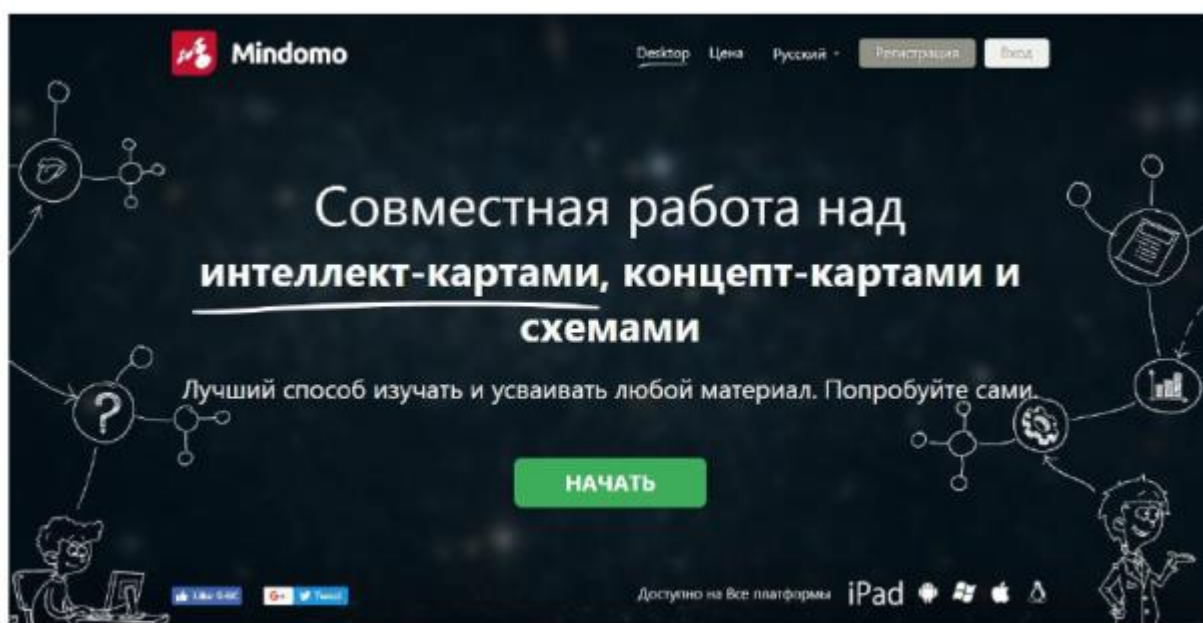 Mindomo
Desktop Цена Русский Регистрация Вход
Совместная работа над
интеллект-картами, концепт-картами и
схемами
Лучший способ изучать и усваивать любой материал. Попробуйте сами.
?
НАЧАТЬ
Like G+ Tweet
Доступно на Все платформы iPad